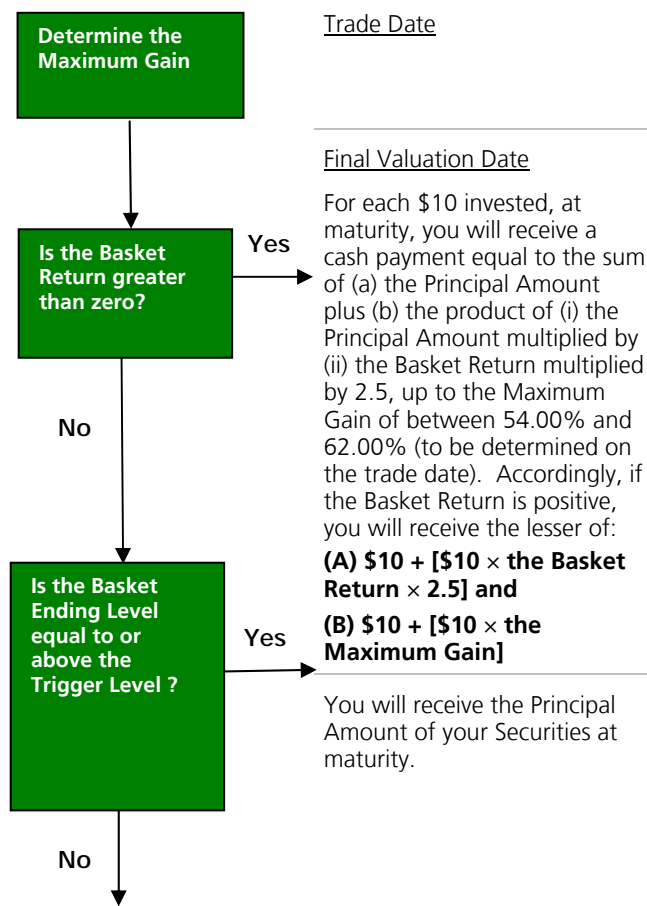 Determine the
Maximum Gain
Trade Date
Final Valuation Date
For each $10 invested, at
maturity, you will receive a
cash payment equal to the sum
of (a) the Principal Amount
plus (b) the product of (i) the
Principal Amount multiplied by
(ii) the Basket Return multiplied
by 2.5, up to the Maximum
Gain of between 54.00% and
62.00% (to be determined on
the trade date).  Accordingly, if
the Basket Return is positive,
you will receive the lesser of:
(A) $10 + [$10 × the Basket
Return × 2.5] and
(B) $10 + [$10 × the
Maximum Gain]
Is the Basket
Return greater
than zero?
Yes
No
Is the Basket
Ending Level
equal to or
above the
Trigger Level ?
Yes
You will receive the Principal
Amount of your Securities at
maturity.
No